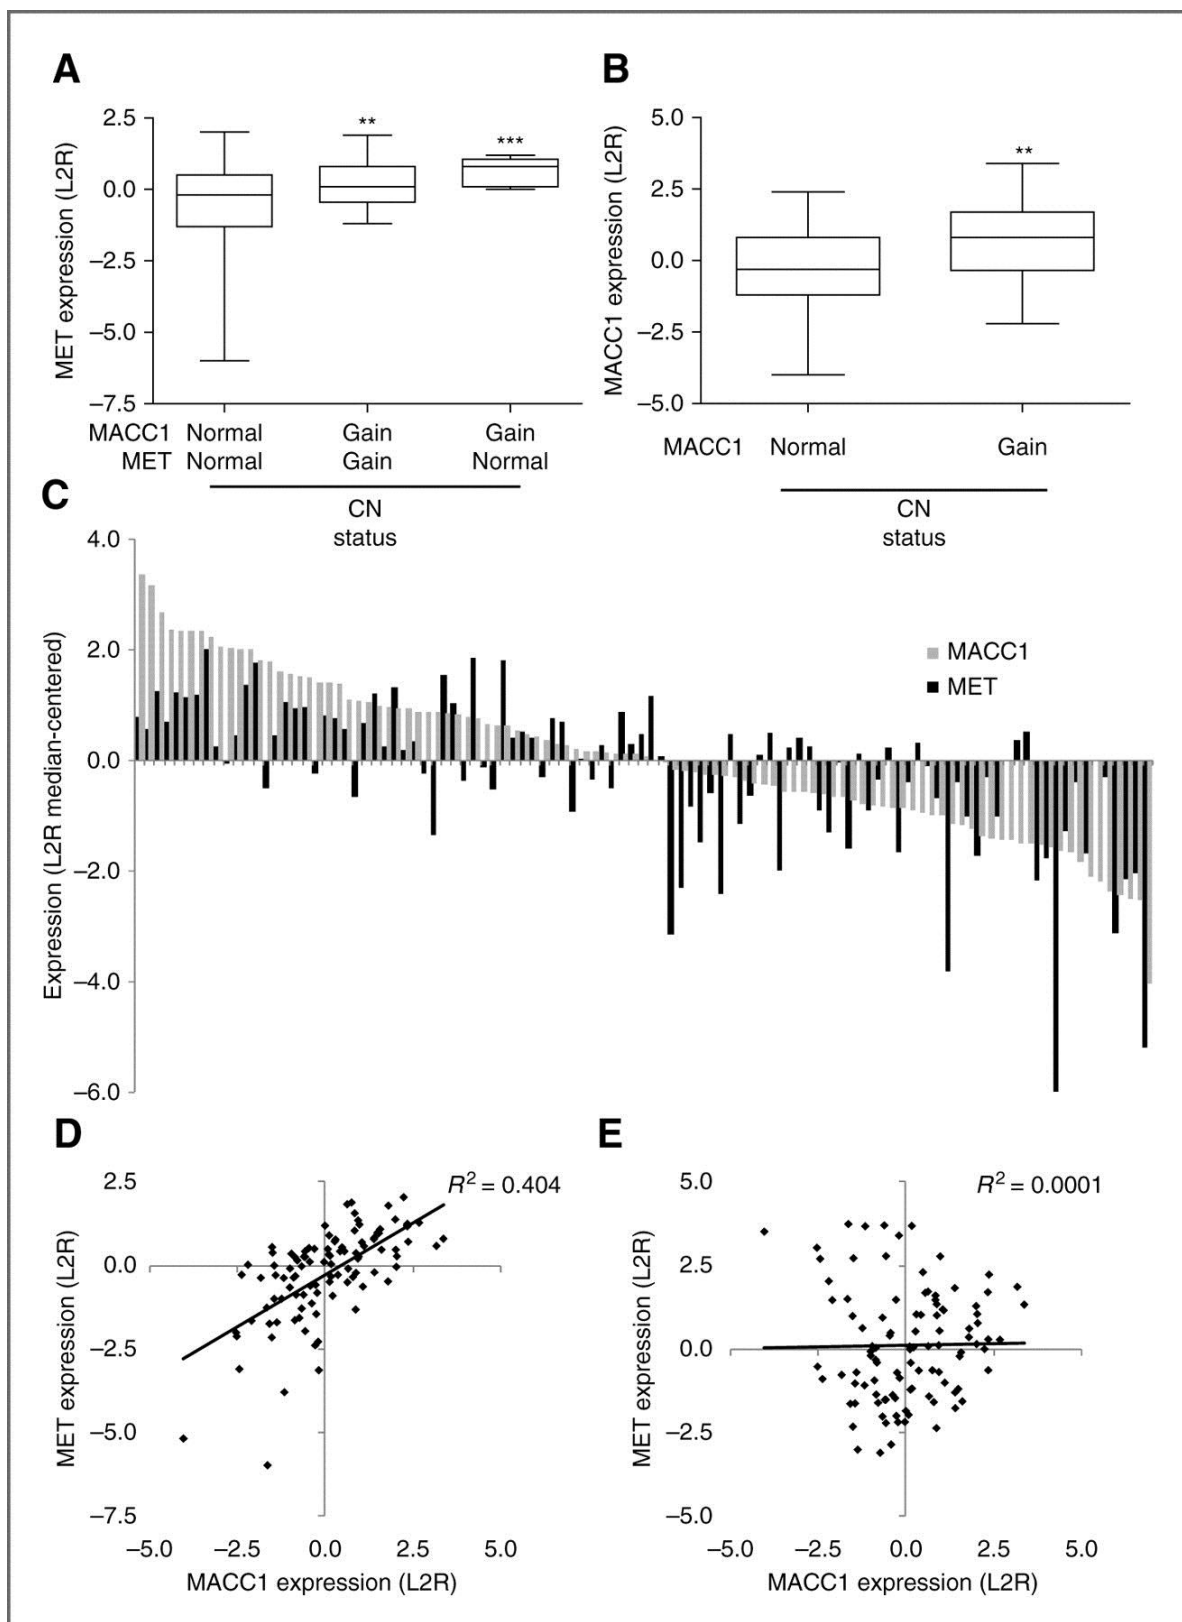 A
B
2.5
0.0
−2.5
−5.0
−7.5
MET expression (L2R)
**
***
MACC1 Normal Gain Gain
MET Normal Gain Normal
CN
status
5.0
2.5
0.0
−2.5
−5.0
MACC1 expression (L2R)
**
MACC1 Normal Gain
CN
status
C
4.0
2.0
0.0
−2.0
−4.0
−6.0
Expression (L2R median-centered)
MACC1
MET
D
2.5
0.0
−2.5
−5.0
−7.5
MET expression (L2R)
R² = 0.404
−5.0 −2.5 0.0 2.5 5.0
MACC1 expression (L2R)
E
5.0
2.5
0.0
−2.5
−5.0
MET expression (L2R)
R² = 0.0001
−5.0 −2.5 0.0 2.5 5.0
MACC1 expression (L2R)